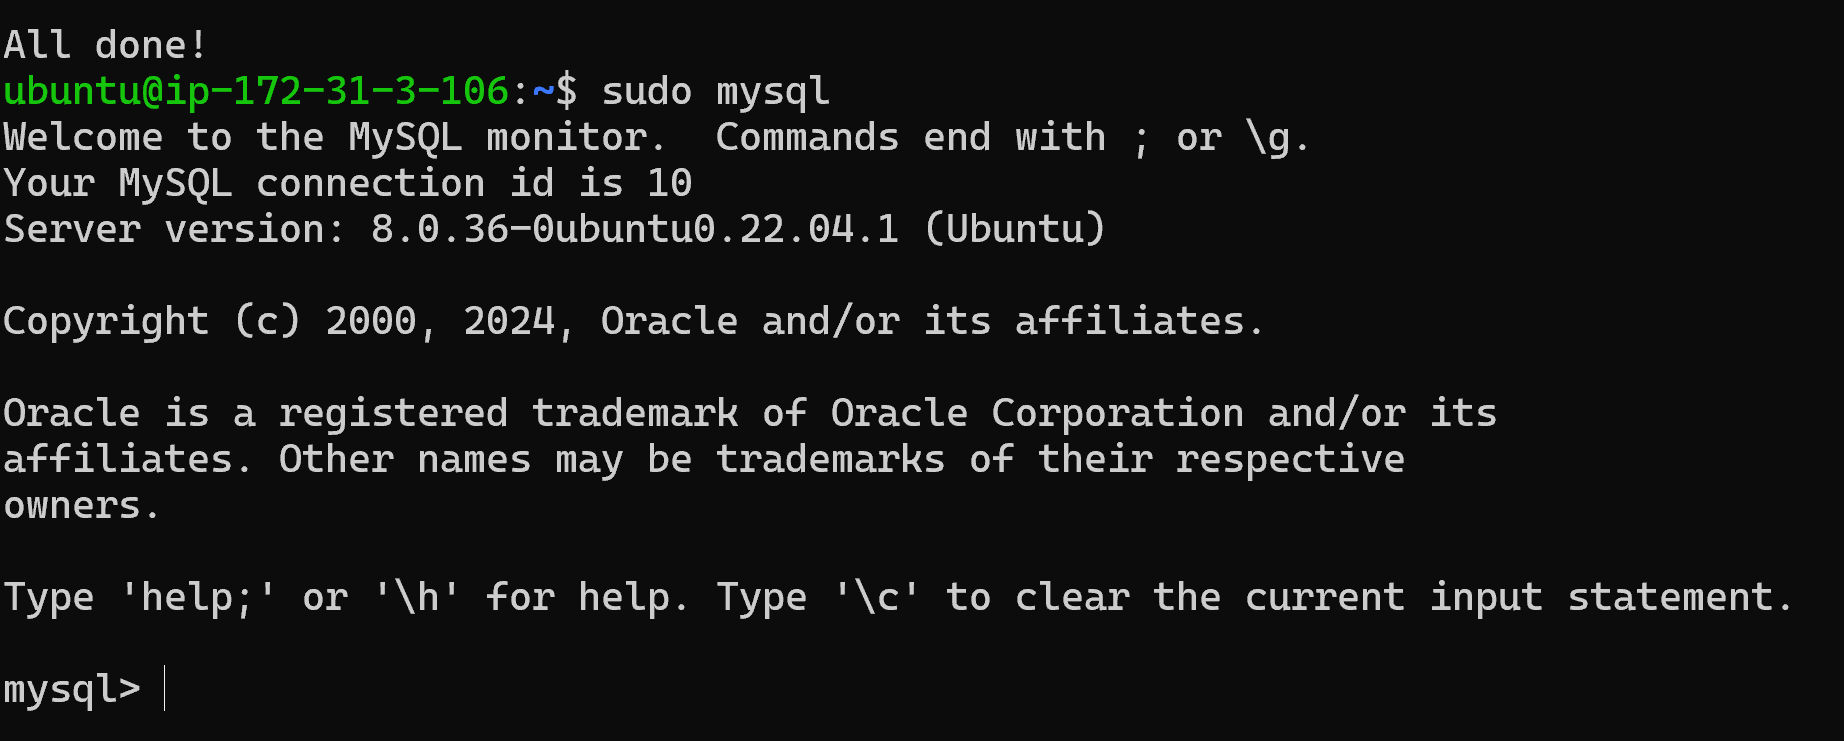 All done!
ubuntu@ip-172-31-3-106:~$ sudo mysql
Welcome to the MySQL monitor.  Commands end with ; or \g.
Your MySQL connection id is 10
Server version: 8.0.36-0ubuntu0.22.04.1 (Ubuntu)

Copyright (c) 2000, 2024, Oracle and/or its affiliates.

Oracle is a registered trademark of Oracle Corporation and/or its
affiliates. Other names may be trademarks of their respective
owners.

Type 'help;' or '\h' for help. Type '\c' to clear the current input statement.

mysql>